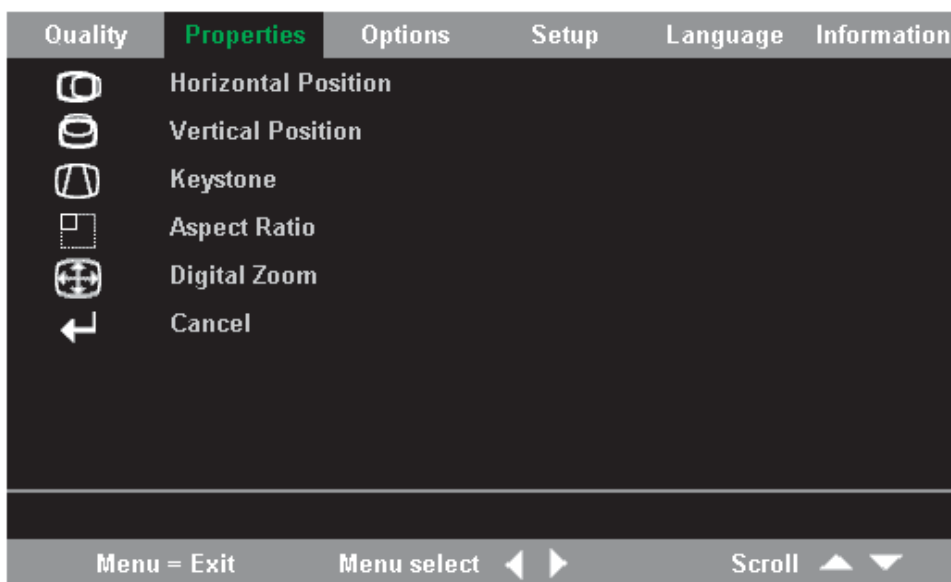 Quality Properties Options Setup Language Information
Horizontal Position
Vertical Position
Keystone
Aspect Ratio
Digital Zoom
Cancel
Menu = Exit Menu select Scroll